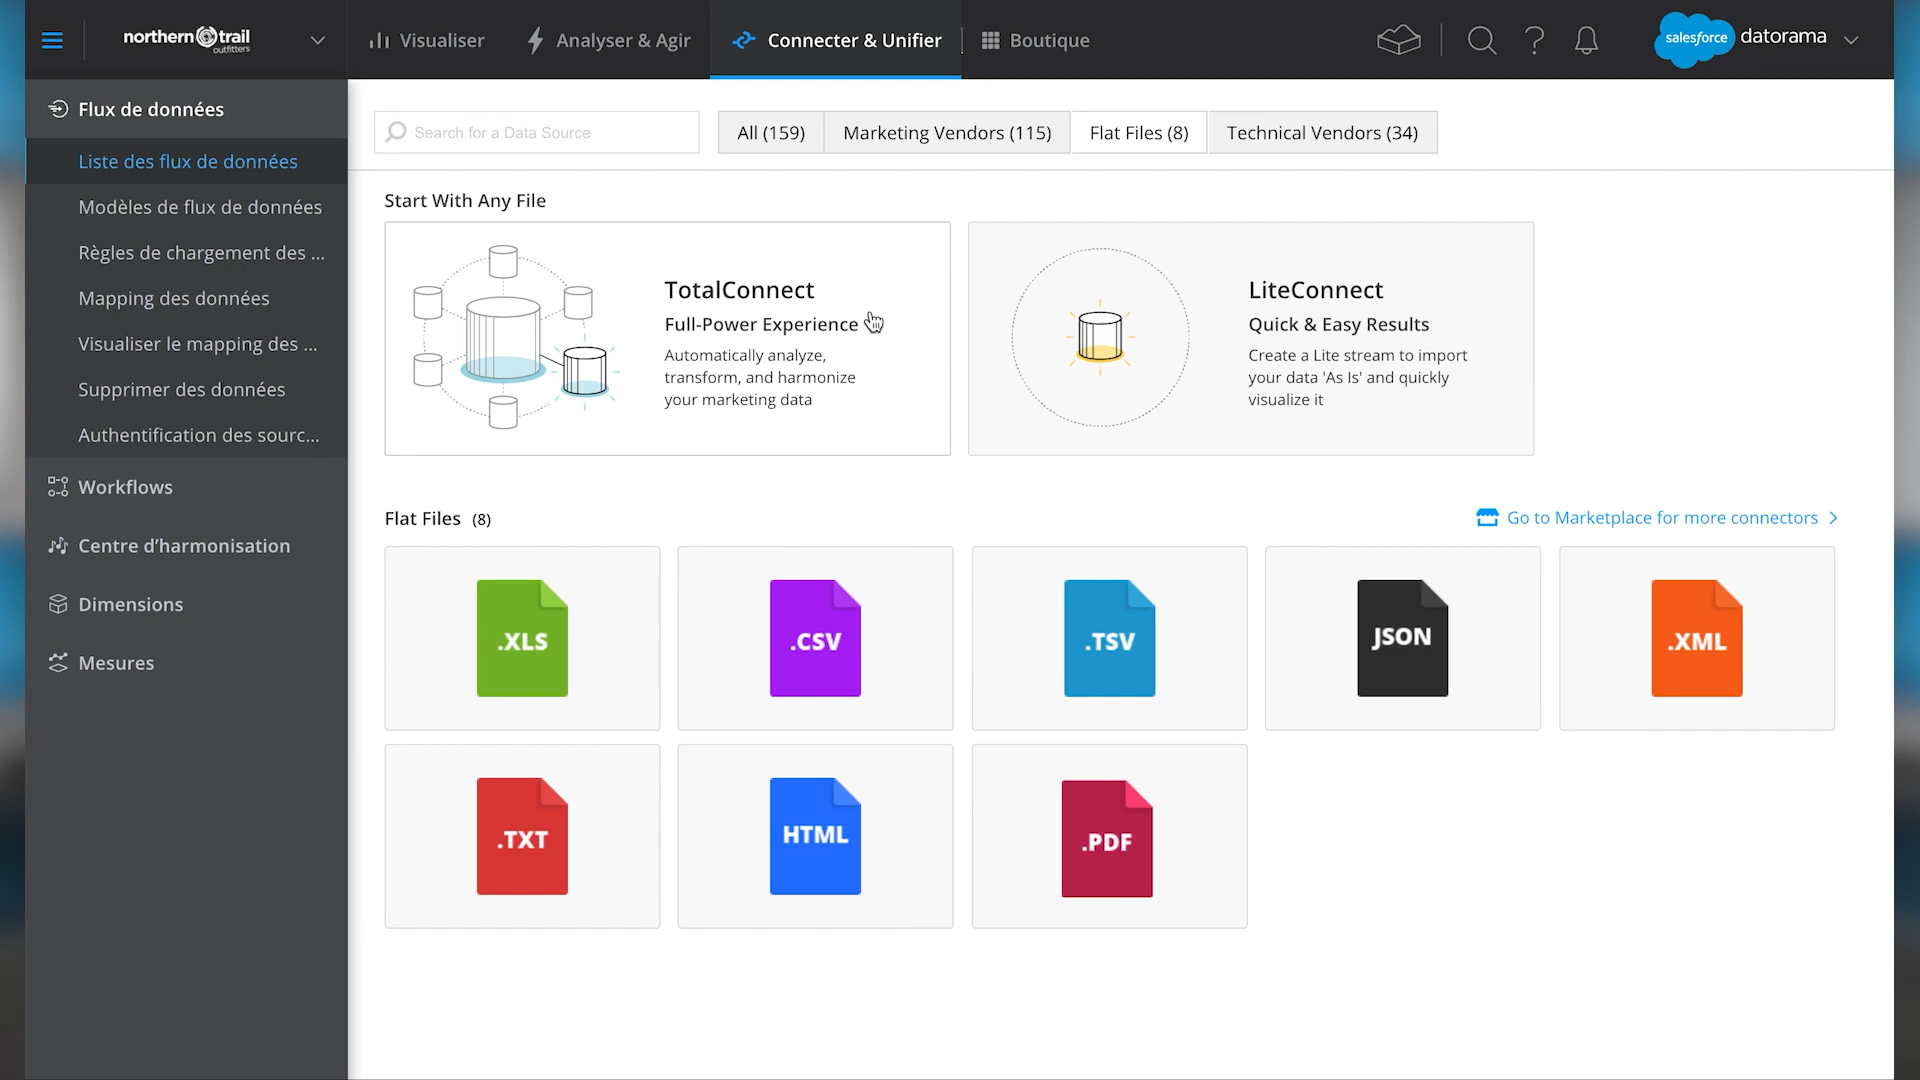 northern trail
outfitters
Visualiser
Analyser & Agir
Connecter & Unifier
Boutique
salesforce datorama
Flux de données
Liste des flux de données
Modèles de flux de données
Règles de chargement des ...
Mapping des données
Visualiser le mapping des ...
Supprimer des données
Authentification des sourc...
Workflows
Centre d'harmonisation
Dimensions
Mesures
Search for a Data Source
All (159)
Marketing Vendors (115)
Flat Files (8)
Technical Vendors (34)
Start With Any File
TotalConnect
Full-Power Experience
Automatically analyze,
transform, and harmonize
your marketing data
LiteConnect
Quick & Easy Results
Create a Lite stream to import
your data 'As Is' and quickly
visualize it
Flat Files (8)
Go to Marketplace for more connectors
.XLS
.CSV
.TSV
JSON
.XML
.TXT
HTML
.PDF